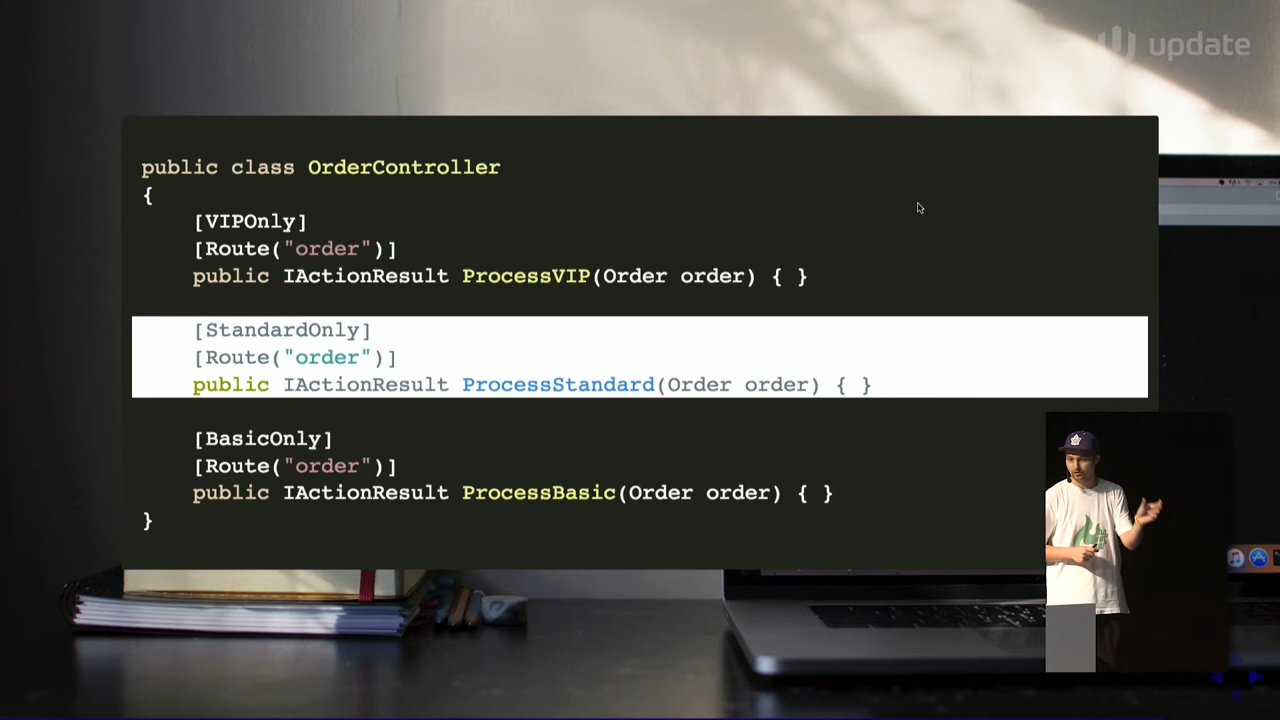 update
public class OrderController
{
[VIPOnly]
[Route("order")]
public IActionResult ProcessVIP(Order order) { }
[StandardOnly]
[Route("order")]
public IActionResult ProcessStandard(Order order) { }
[BasicOnly]
[Route("order")]
public IActionResult ProcessBasic(Order order) { }
}